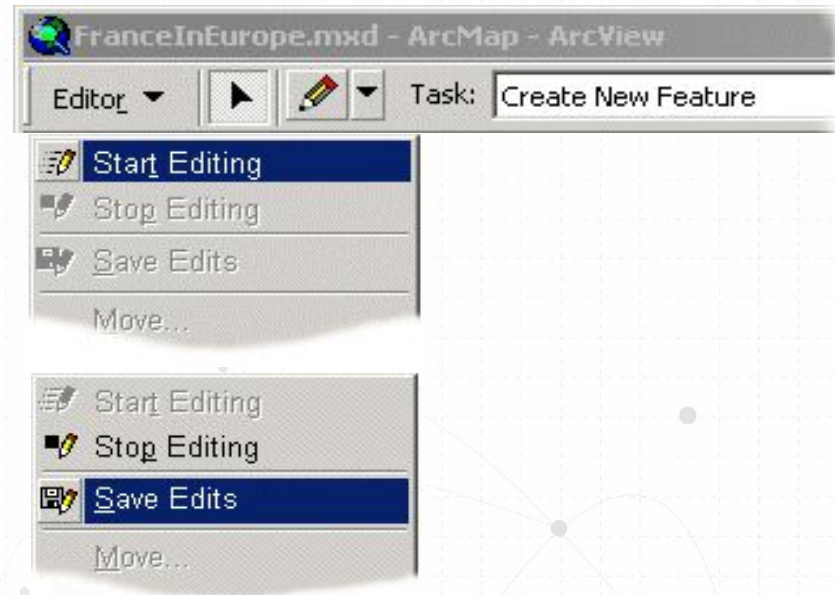 FranceInEurope.mxd - ArcMap - ArcView
Editor Task: Create New Feature
Start Editing
Stop Editing
Save Edits
Move...
Start Editing
Stop Editing
Save Edits
Move...